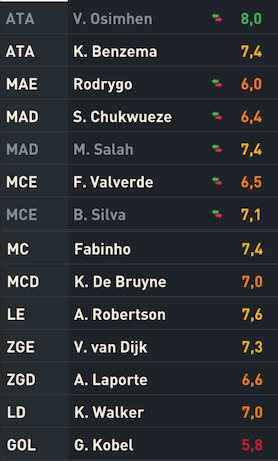 ATA V. Osimhen 8,0
ATA K. Benzema 7,4
MAE Rodrygo 6,0
MAD S. Chukwueze 6,4
MAD M. Salah 7,4
MCE F. Valverde 6,5
MCE B. Silva 7,1
MC Fabinho 7,4
MCD K. De Bruyne 7,0
LE A. Robertson 7,6
ZGE V. van Dijk 7,3
ZGD A. Laporte 6,6
LD K. Walker 7,0
GOL G. Kobel 5,8